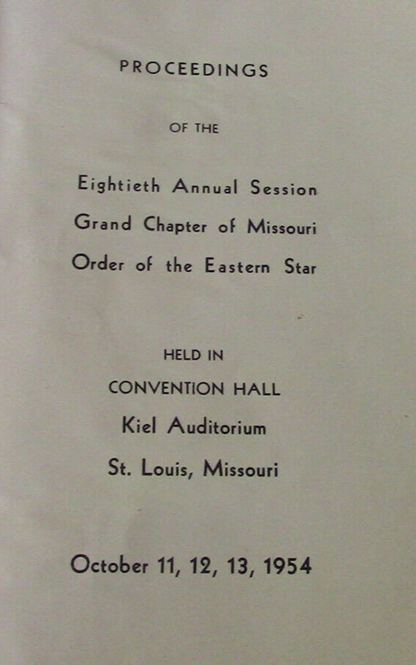 PROCEEDINGS
OF THE
Eightieth Annual Session
Grand Chapter of Missouri
Order of the Eastern Star
HELD IN
CONVENTION HALL
Kiel Auditorium
St. Louis, Missouri
October 11, 12, 13, 1954